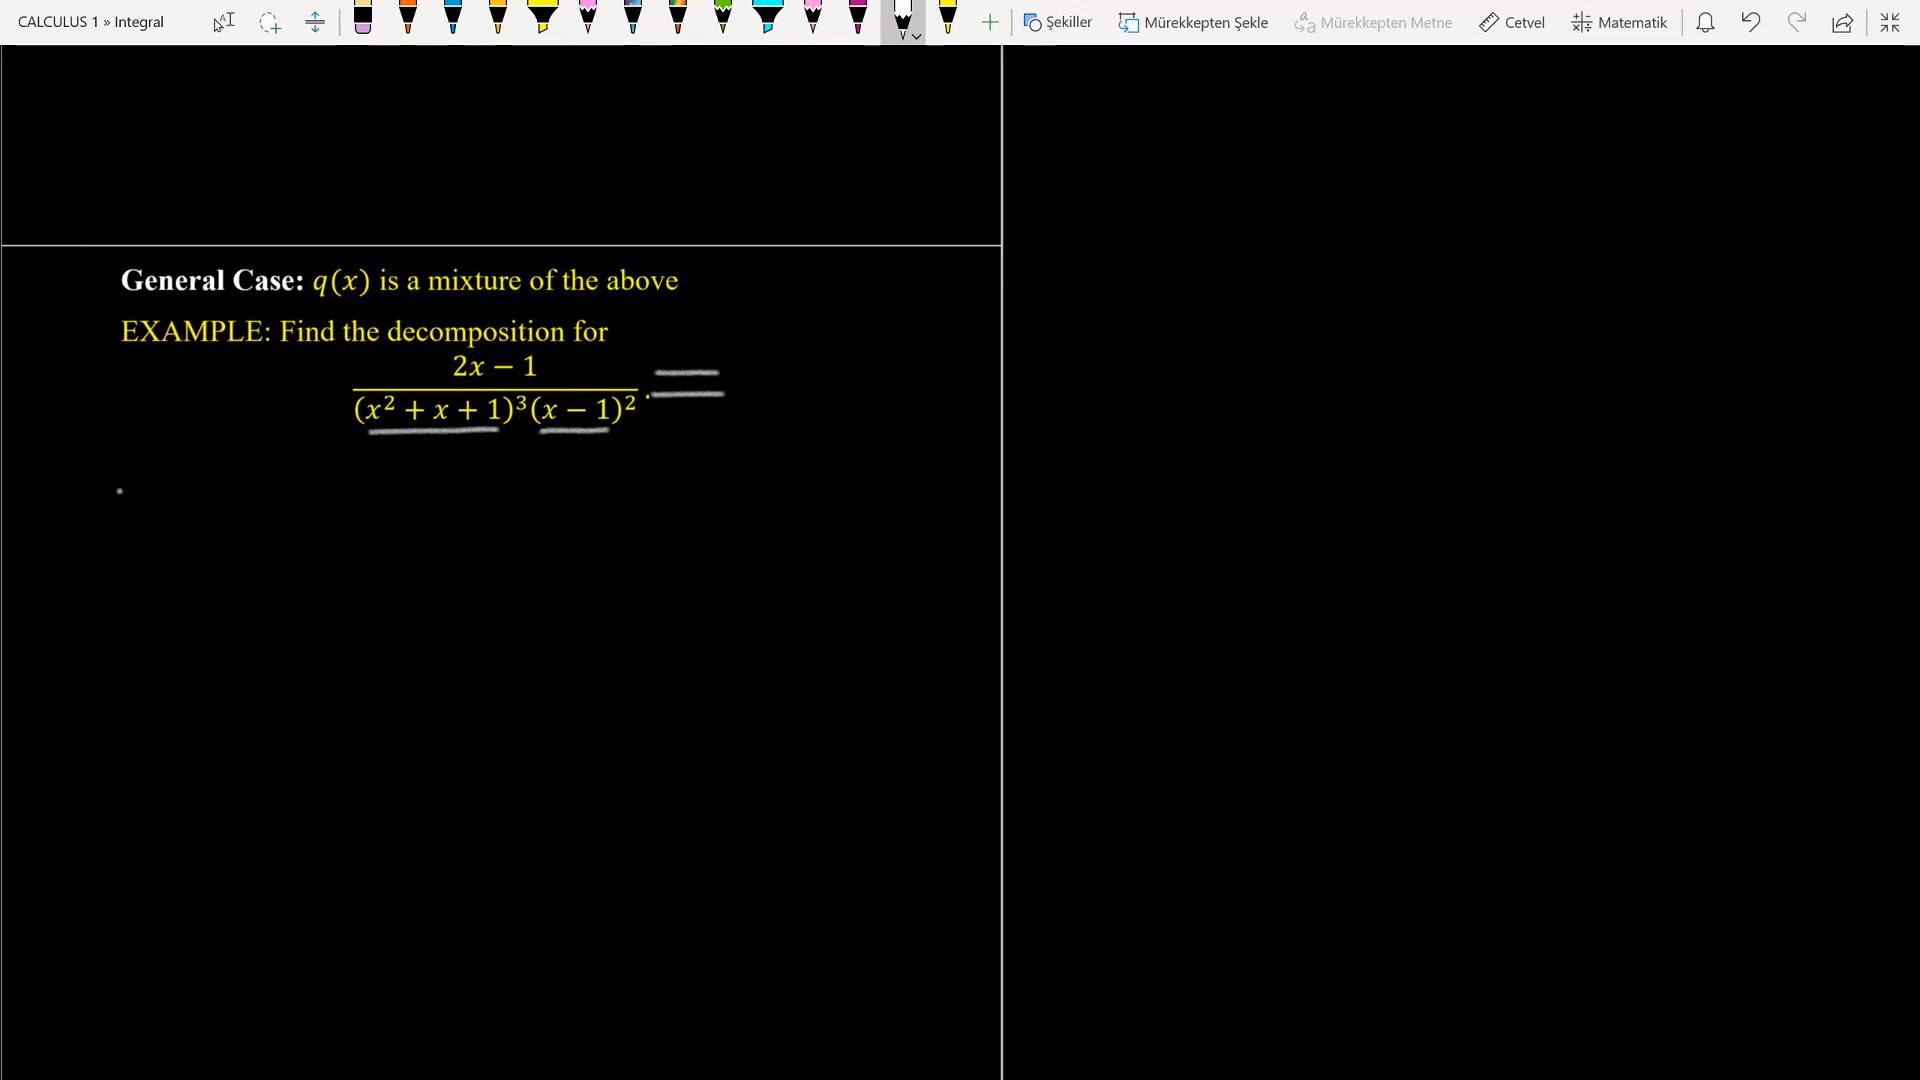 CALCULUS 1 » Integral
Şekiller
Mürekkepten Şekle
Mürekkepten Metne
Cetvel
Matematik
General Case: q(x) is a mixture of the above
EXAMPLE: Find the decomposition for
2x − 1
(x² + x + 1)³(x − 1)² . =